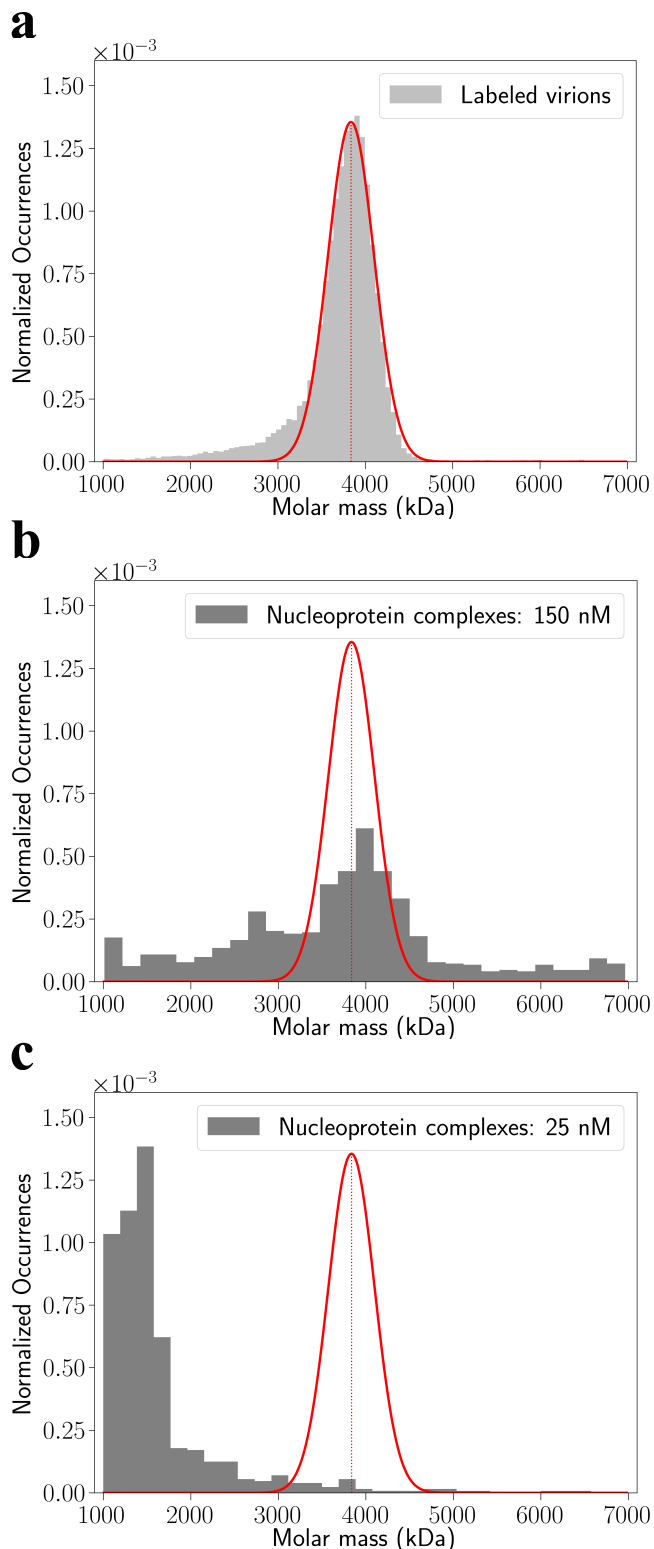 a
×10⁻³
Labeled virions
Normalized Occurrences
1.50
1.25
1.00
0.75
0.50
0.25
0.00
1000 2000 3000 4000 5000 6000 7000
Molar mass (kDa)
b
×10⁻³
Nucleoprotein complexes: 150 nM
Normalized Occurrences
1.50
1.25
1.00
0.75
0.50
0.25
0.00
1000 2000 3000 4000 5000 6000 7000
Molar mass (kDa)
c
×10⁻³
Nucleoprotein complexes: 25 nM
Normalized Occurrences
1.50
1.25
1.00
0.75
0.50
0.25
0.00
1000 2000 3000 4000 5000 6000 7000
Molar mass (kDa)